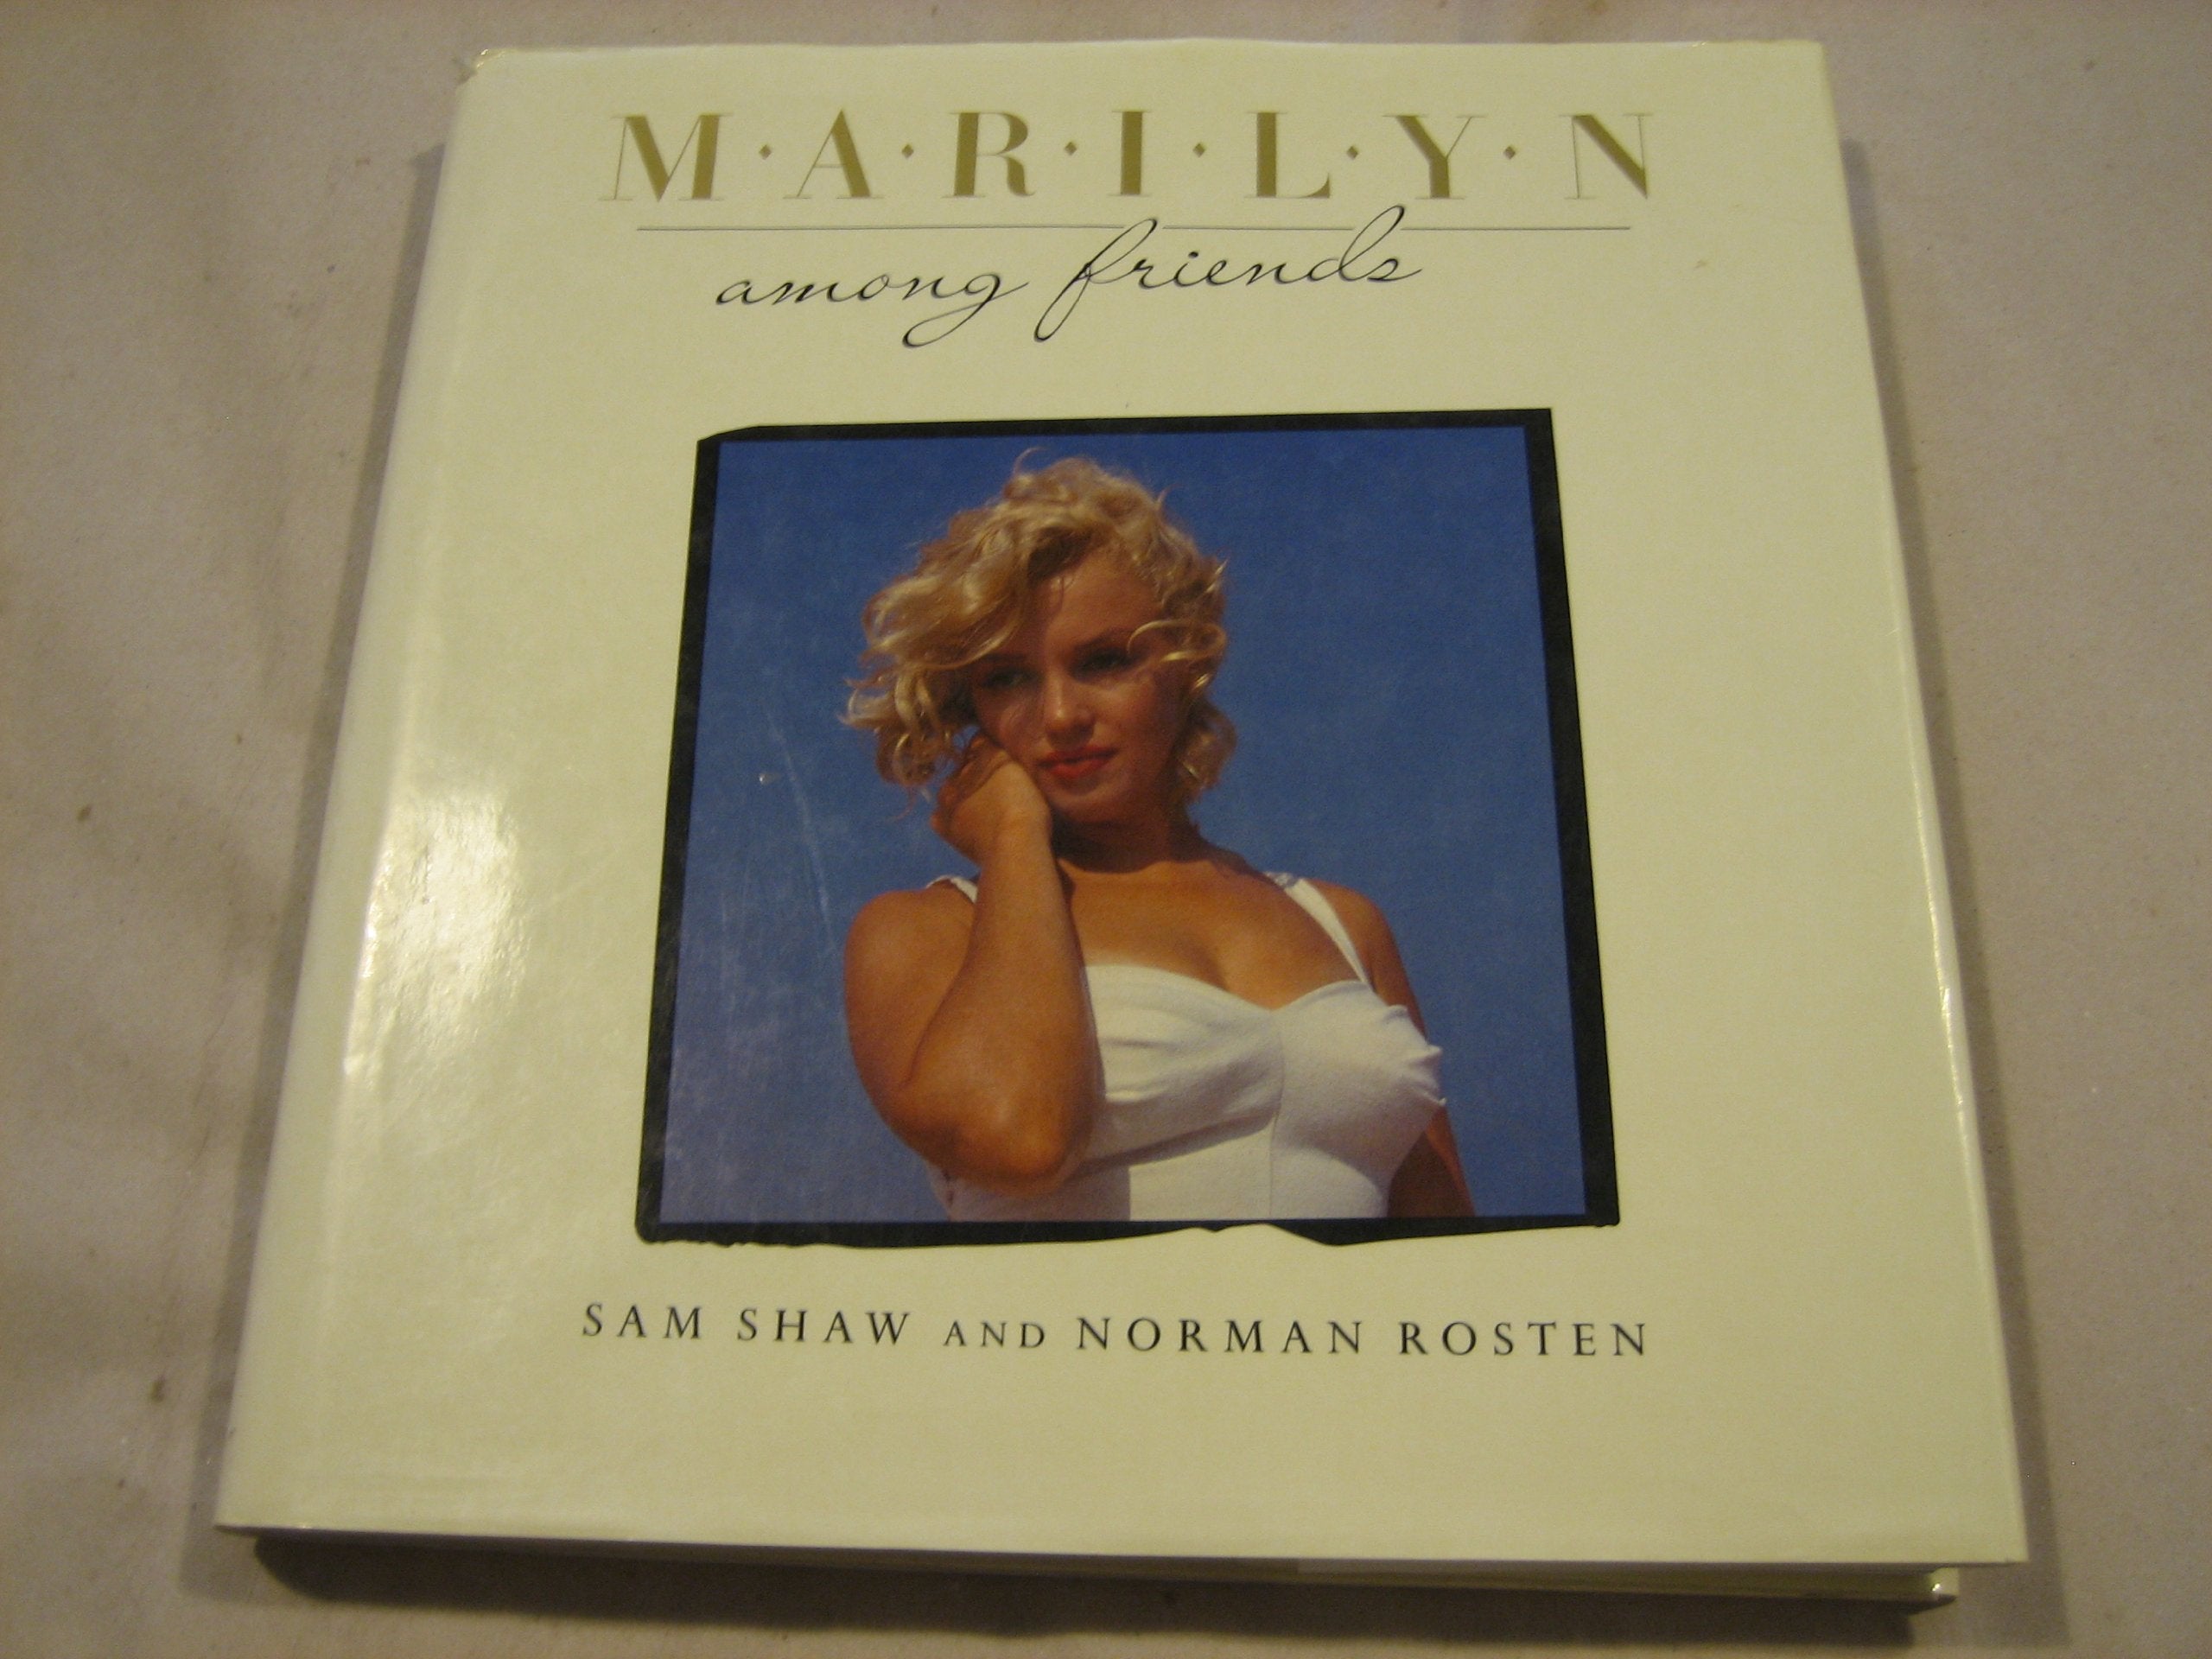 M·A·R·I·L·Y·N
among friends
SAM SHAW AND NORMAN ROSTEN